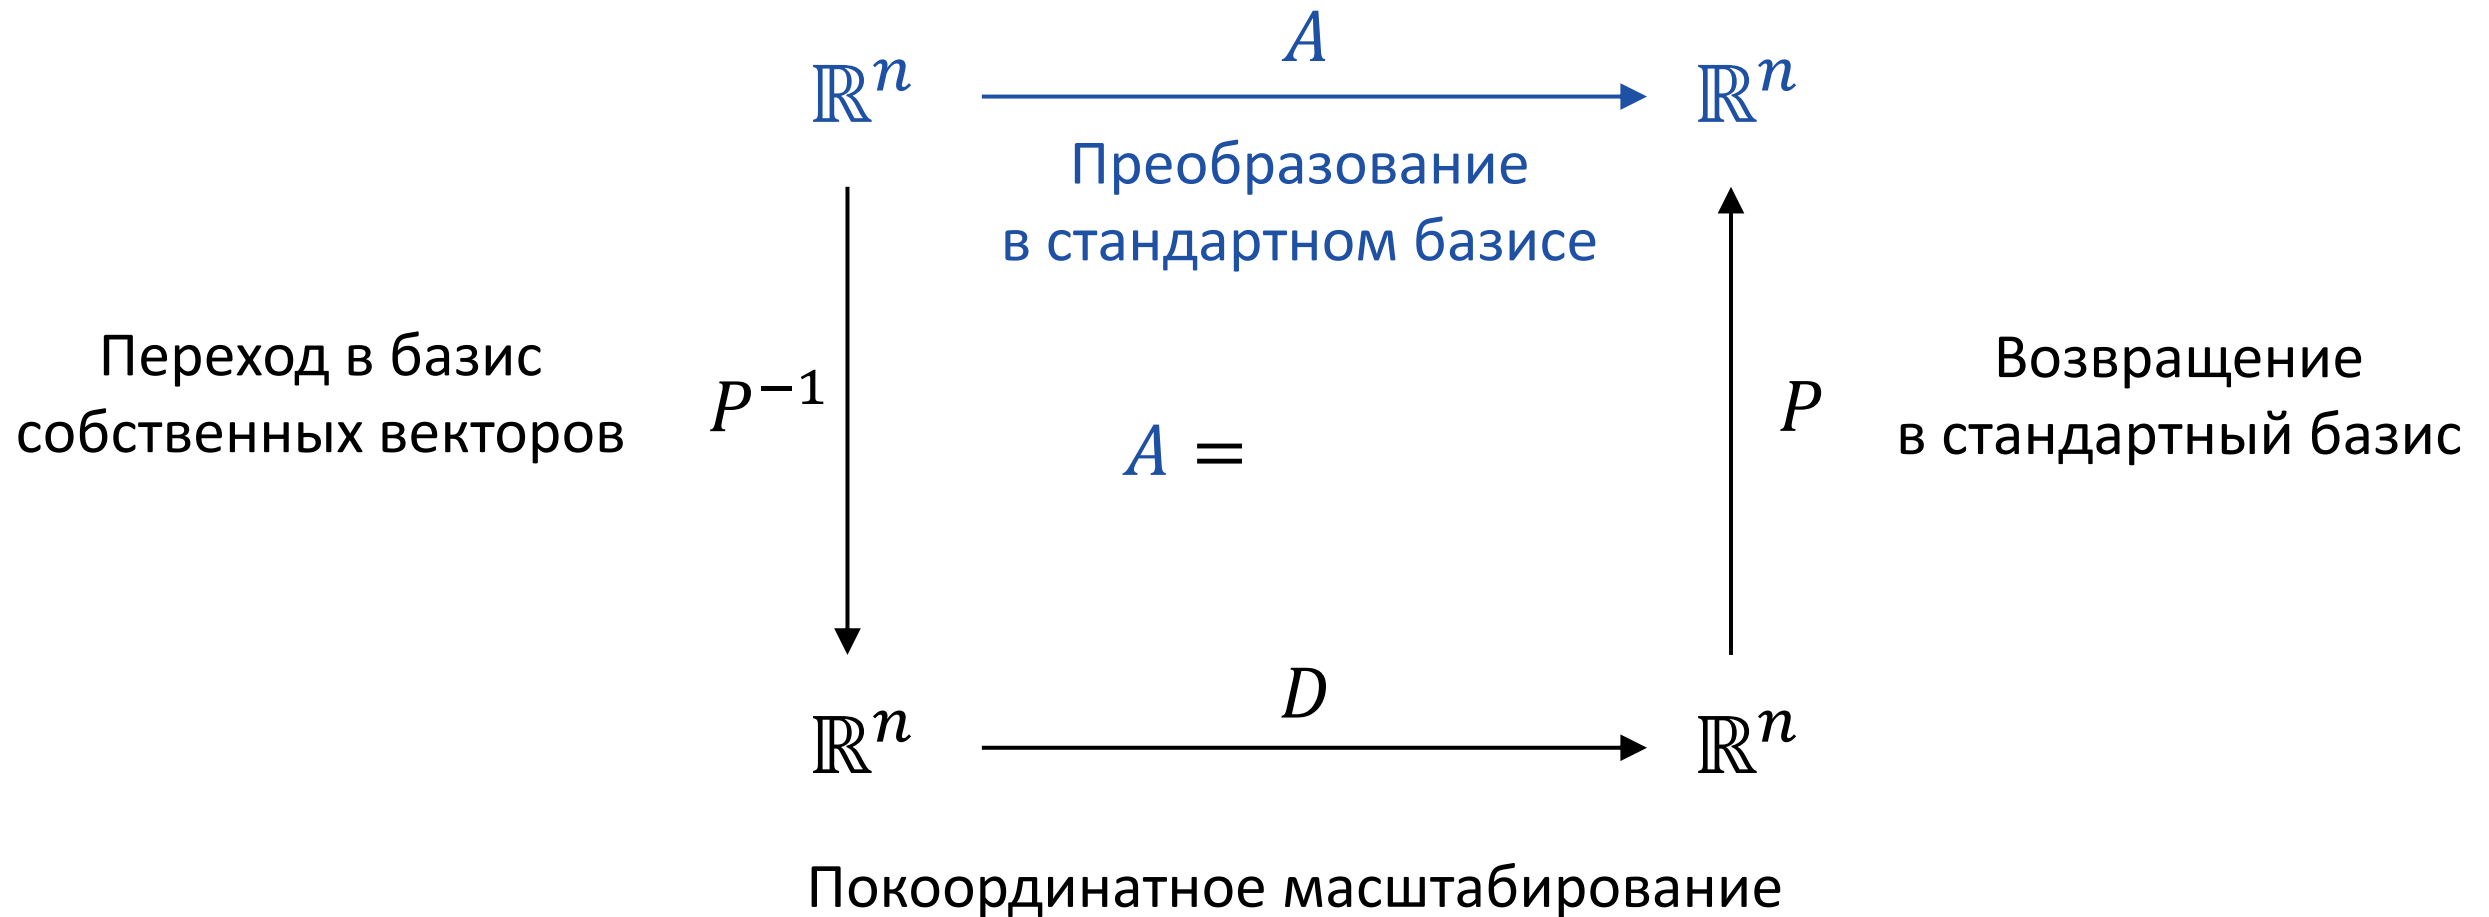 A
ℝⁿ ℝⁿ
Преобразование
в стандартном базисе
Переход в базис
собственных векторов
P⁻¹
A =
P
Возвращение
в стандартный базис
D
ℝⁿ ℝⁿ
Покоординатное масштабирование